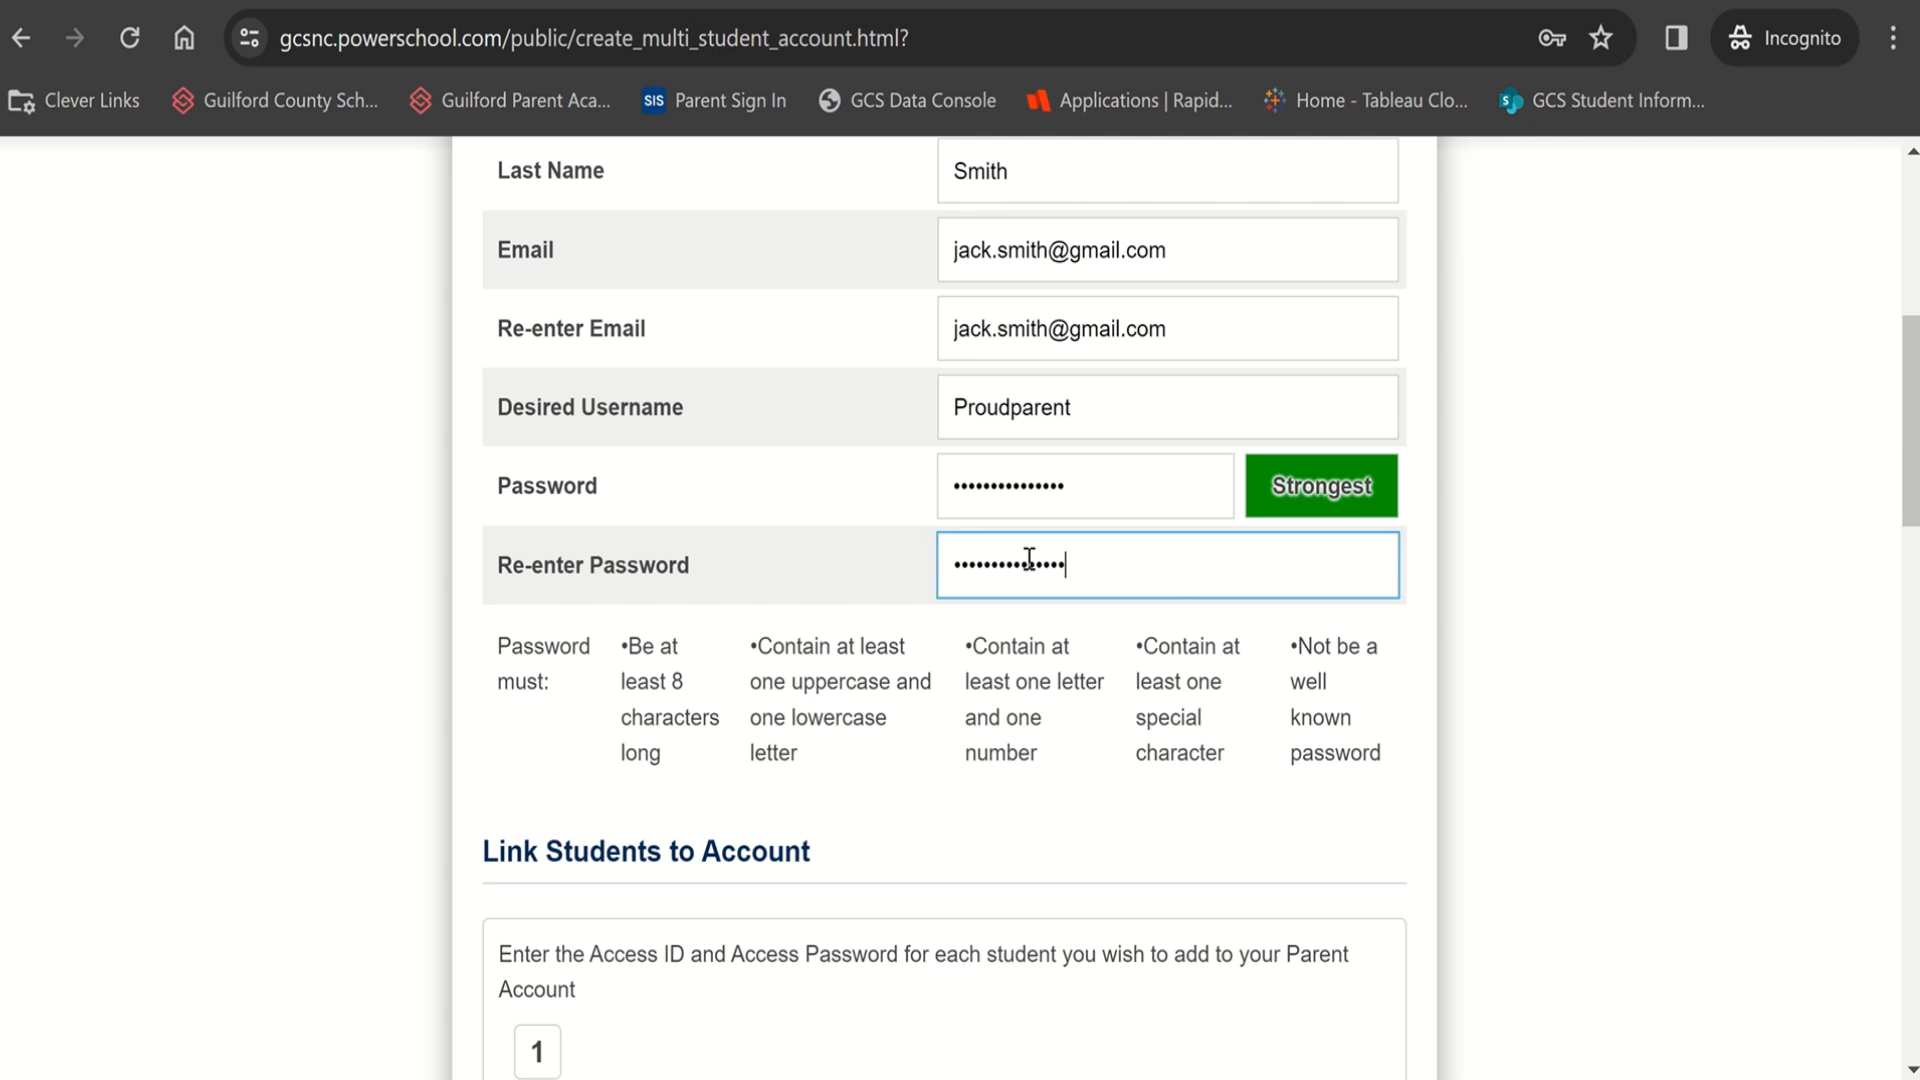 gcsnc.powerschool.com/public/create_multi_student_account.html?
Incognito
Clever Links
Guilford County Sch...
Guilford Parent Aca...
SIS Parent Sign In
GCS Data Console
Applications | Rapid...
Home - Tableau Clo...
S GCS Student Inform...
Last Name
Smith
Email
jack.smith@gmail.com
Re-enter Email
jack.smith@gmail.com
Desired Username
Proudparent
Password
•••••••••••••••
Strongest
Re-enter Password
•••••••••••••••
Password
must:
•Be at
least 8
characters
long
•Contain at least
one uppercase and
one lowercase
letter
•Contain at
least one letter
and one
number
•Contain at
least one
special
character
•Not be a
well
known
password
Link Students to Account
Enter the Access ID and Access Password for each student you wish to add to your Parent
Account
1